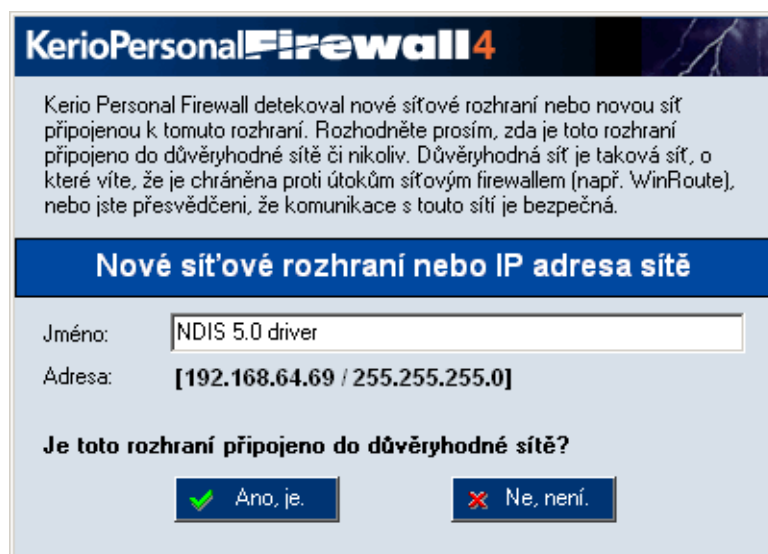 KerioPersonalFirewall4
Kerio Personal Firewall detekoval nové síťové rozhraní nebo novou síť
připojenou k tomuto rozhraní. Rozhodněte prosím, zda je toto rozhraní
připojeno do důvěryhodné sítě či nikoliv. Důvěryhodná síť je taková síť, o
které víte, že je chráněna proti útokům síťovým firewallem (např. WinRoute),
nebo jste přesvědčeni, že komunikace s touto sítí je bezpečná.
Nové síťové rozhraní nebo IP adresa sítě
Jméno: NDIS 5.0 driver
Adresa: [192.168.64.69 / 255.255.255.0]
Je toto rozhraní připojeno do důvěryhodné sítě?
Ano, je. Ne, není.